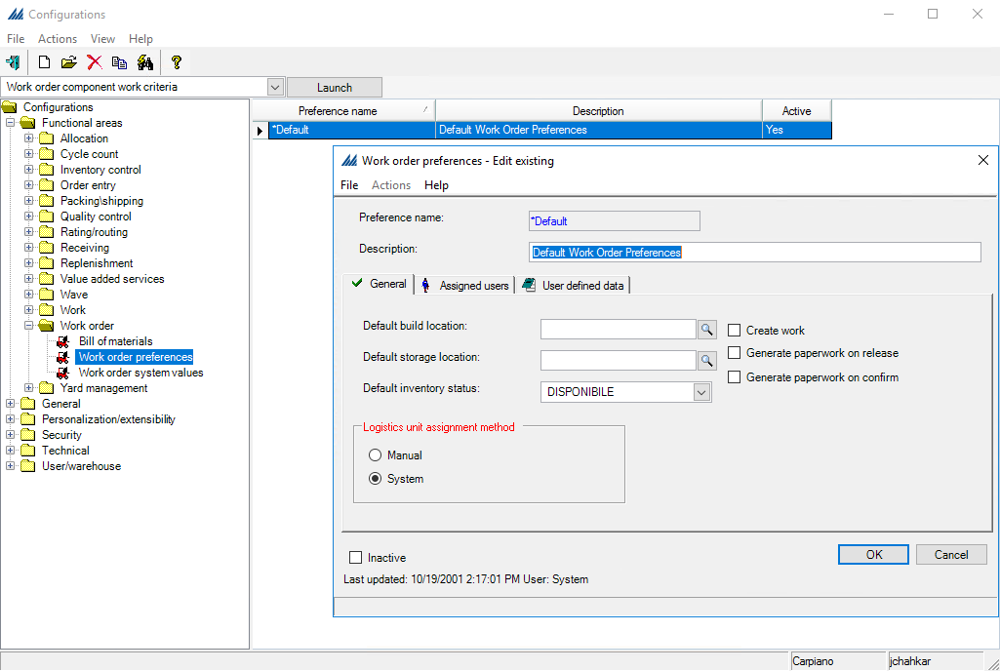 Configurations
File Actions View Help
Work order component work criteria Launch
Configurations
Functional areas
Allocation
Cycle count
Inventory control
Order entry
Packing\shipping
Quality control
Rating/routing
Receiving
Replenishment
Value added services
Wave
Work
Work order
Bill of materials
Work order preferences
Work order system values
Yard management
General
Personalization/extensibility
Security
Technical
User/warehouse
Preference name Description Active
*Default Default Work Order Preferences Yes
Work order preferences - Edit existing
File Actions Help
Preference name: *Default
Description: Default Work Order Preferences
General Assigned users User defined data
Default build location: Create work
Default storage location: Generate paperwork on release
Default inventory status: DISPONIBILE Generate paperwork on confirm
Logistics unit assignment method
Manual
System
Inactive OK Cancel
Last updated: 10/19/2001 2:17:01 PM User: System
Carpiano jchahkar